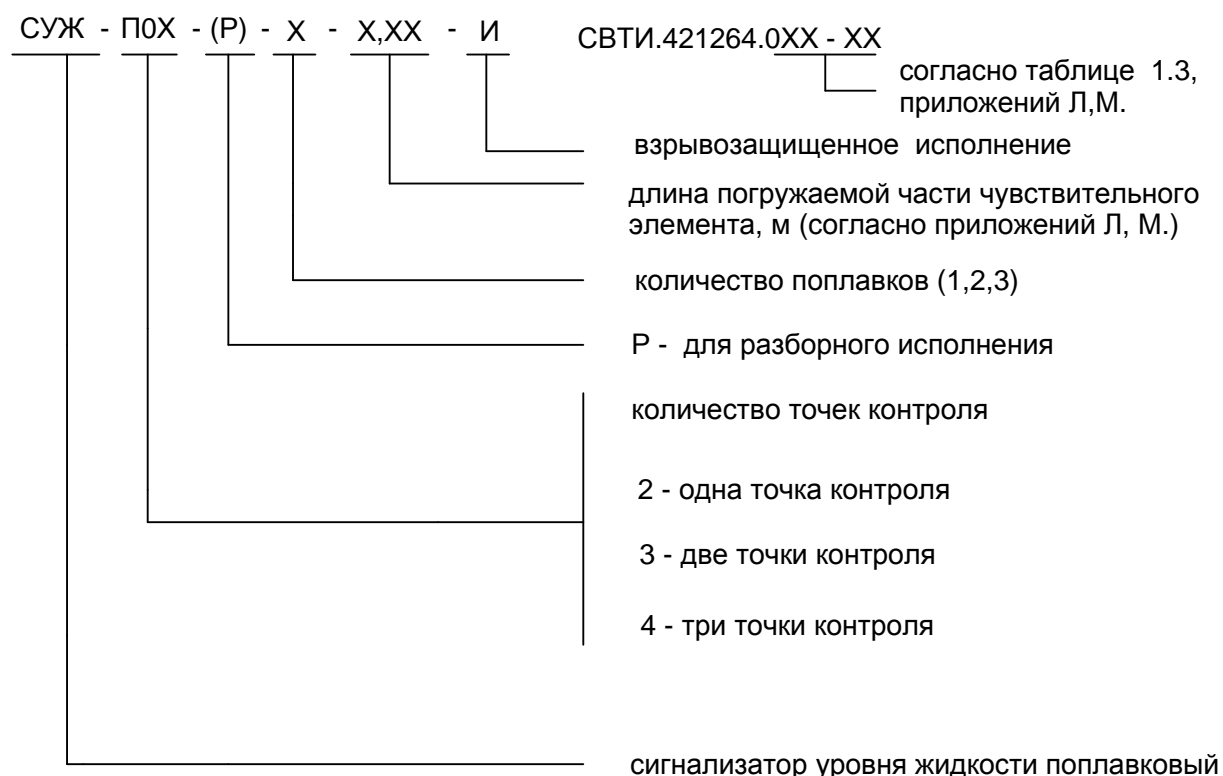 СУЖ - П0Х - (Р) - Х - Х,ХХ - И СВТИ.421264.0ХХ - ХХ
согласно таблице 1.3,
приложений Л,М.
взрывозащищенное исполнение
длина погружаемой части чувствительного
элемента, м (согласно приложений Л, М.)
количество поплавков (1,2,3)
Р - для разборного исполнения
количество точек контроля
2 - одна точка контроля
3 - две точки контроля
4 - три точки контроля
сигнализатор уровня жидкости поплавковый